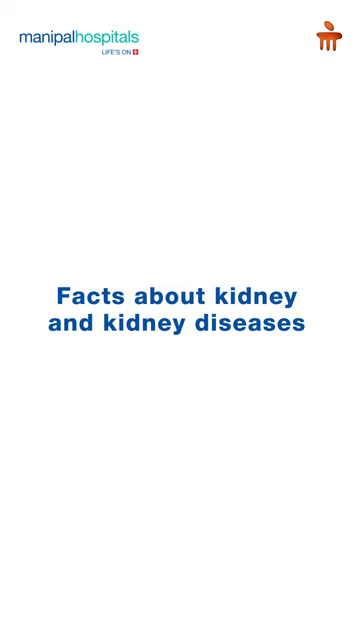 manipalhospitals
LIFE'S ON
Facts about kidney
and kidney diseases